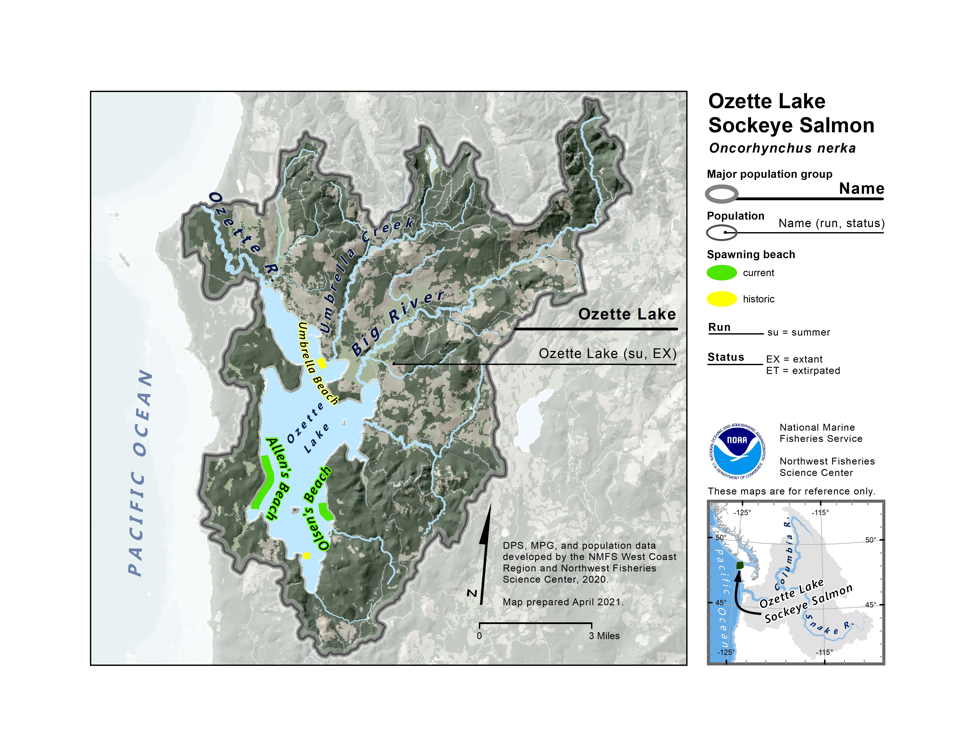 Ozette R.
Umbrella Creek
Big River
Umbrella Beach
Ozette
Lake
Allen's Beach
Olsen's Beach
PACIFIC OCEAN
Ozette Lake
Ozette Lake (su, EX)
N
DPS, MPG, and population data
developed by the NMFS West Coast
Region and Northwest Fisheries
Science Center, 2020.
Map prepared April 2021.
0
3 Miles
Ozette Lake
Sockeye Salmon
Oncorhynchus nerka
Major population group
Name
Population
Name (run, status)
Spawning beach
current
historic
Run
su = summer
Status
EX = extant
ET = extirpated
NOAA
National Marine
Fisheries Service
Northwest Fisheries
Science Center
These maps are for reference only.
-125°
-115°
50°
50°
Columbia R.
Pacific Ocean
Ozette Lake
Sockeye Salmon
45°
45°
Snake R.
-125°
-115°